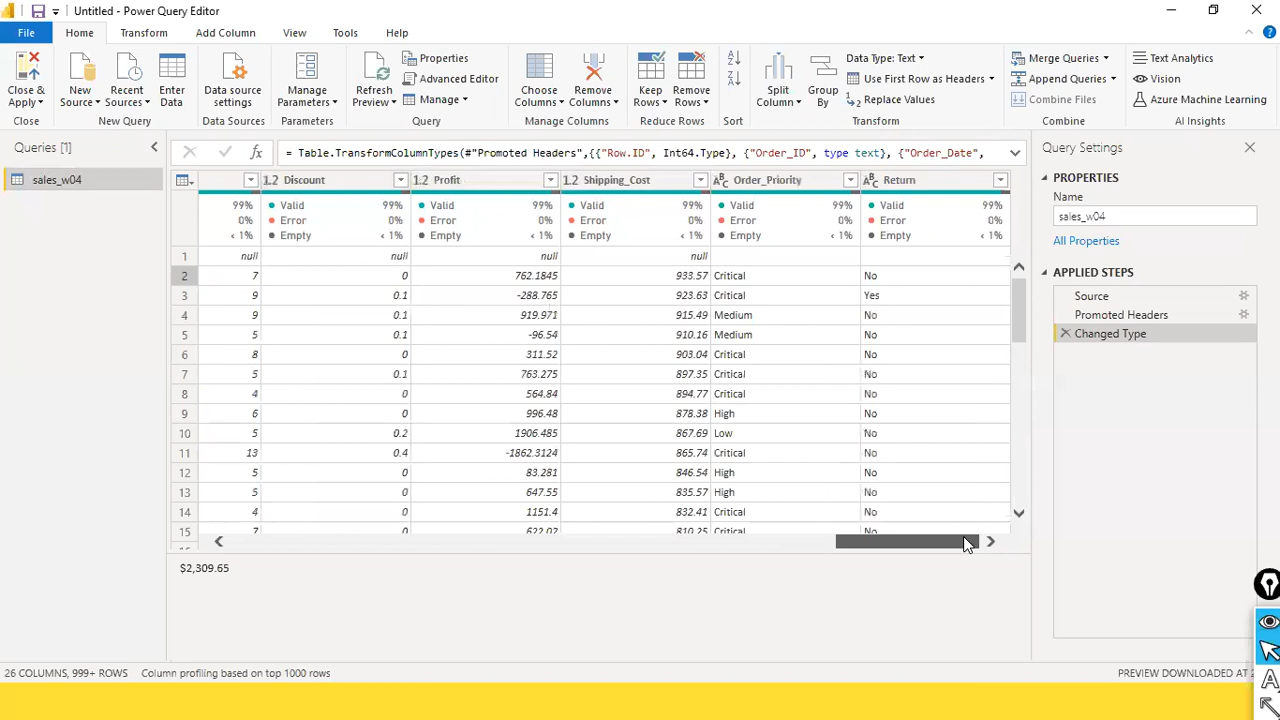 Untitled - Power Query Editor
File Home Transform Add Column View Tools Help
Close & Apply New Source Recent Sources Enter Data Data source settings Manage Parameters Refresh Preview Properties Advanced Editor Manage Choose Columns Remove Columns Keep Rows Remove Rows Split Column Group By Data Type: Text Use First Row as Headers Replace Values Merge Queries Append Queries Combine Files Text Analytics Vision Azure Machine Learning
Close New Query Data Sources Parameters Query Manage Columns Reduce Rows Sort Transform Combine AI Insights
Queries [1]
sales_w04
fx = Table.TransformColumnTypes(#"Promoted Headers",{{"Row.ID", Int64.Type}, {"Order_ID", type text}, {"Order_Date",
1.2 Discount 1.2 Profit 1.2 Shipping_Cost ABC Order_Priority ABC Return
99% Valid 99% Valid 99% Valid 99% Valid 99% Valid 99%
0% Error 0% Error 0% Error 0% Error 0% Error 0%
< 1% Empty < 1% Empty < 1% Empty < 1% Empty < 1% Empty < 1%
1 null null null null
2 7 0 762.1845 933.57 Critical No
3 9 0.1 -288.765 923.63 Critical Yes
4 9 0.1 919.971 915.49 Medium No
5 5 0.1 -96.54 910.16 Medium No
6 8 0 311.52 903.04 Critical No
7 5 0.1 763.275 897.35 Critical No
8 4 0 564.84 894.77 Critical No
9 6 0 996.48 878.38 High No
10 5 0.2 1906.485 867.69 Low No
11 13 0.4 -1862.3124 865.74 Critical No
12 5 0 83.281 846.54 High No
13 5 0 647.55 835.57 High No
14 4 0 1151.4 832.41 Critical No
15 7 0 622.02 810.25 Critical No
$2,309.65
Query Settings
PROPERTIES
Name
sales_w04
All Properties
APPLIED STEPS
Source
Promoted Headers
Changed Type
26 COLUMNS, 999+ ROWS Column profiling based on top 1000 rows
PREVIEW DOWNLOADED AT 2
A